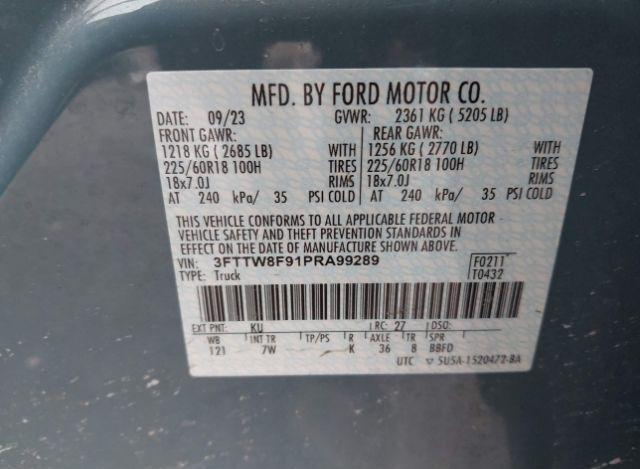 MFD. BY FORD MOTOR CO.
DATE: 09/23 GVWR: 2361 KG ( 5205 LB)
FRONT GAWR: REAR GAWR:
1218 KG ( 2685 LB) WITH 1256 KG ( 2770 LB) WITH
225/60R18 100H TIRES 225/60R18 100H TIRES
18x7.0J RIMS 18x7.0J RIMS
AT 240 kPa/ 35 PSI COLD AT 240 kPa/ 35 PSI COLD
THIS VEHICLE CONFORMS TO ALL APPLICABLE FEDERAL MOTOR
VEHICLE SAFETY AND THEFT PREVENTION STANDARDS IN
EFFECT ON THE DATE OF MANUFACTURE SHOWN ABOVE.
VIN: 3FTTW8F91PRA99289 F0211
TYPE: Truck T0432
EXT PNT: KU RC: 27 DSO:
WB INT TR TP/PS R AXLE TR SPR
121 7W K 36 8 BBFD
UTC ▽ 5U5A-1520472-BA